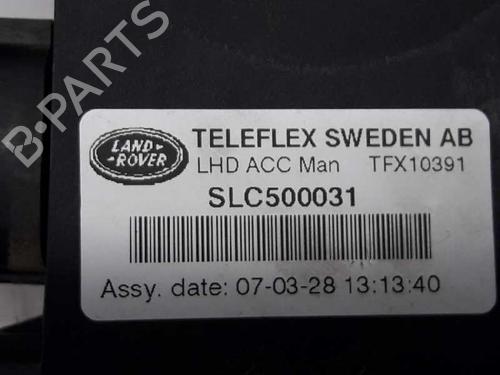 B-PARTS
LAND
ROVER
TELEFLEX SWEDEN AB
LHD ACC Man TFX10391
SLC500031
Assy. date: 07-03-28 13:13:40